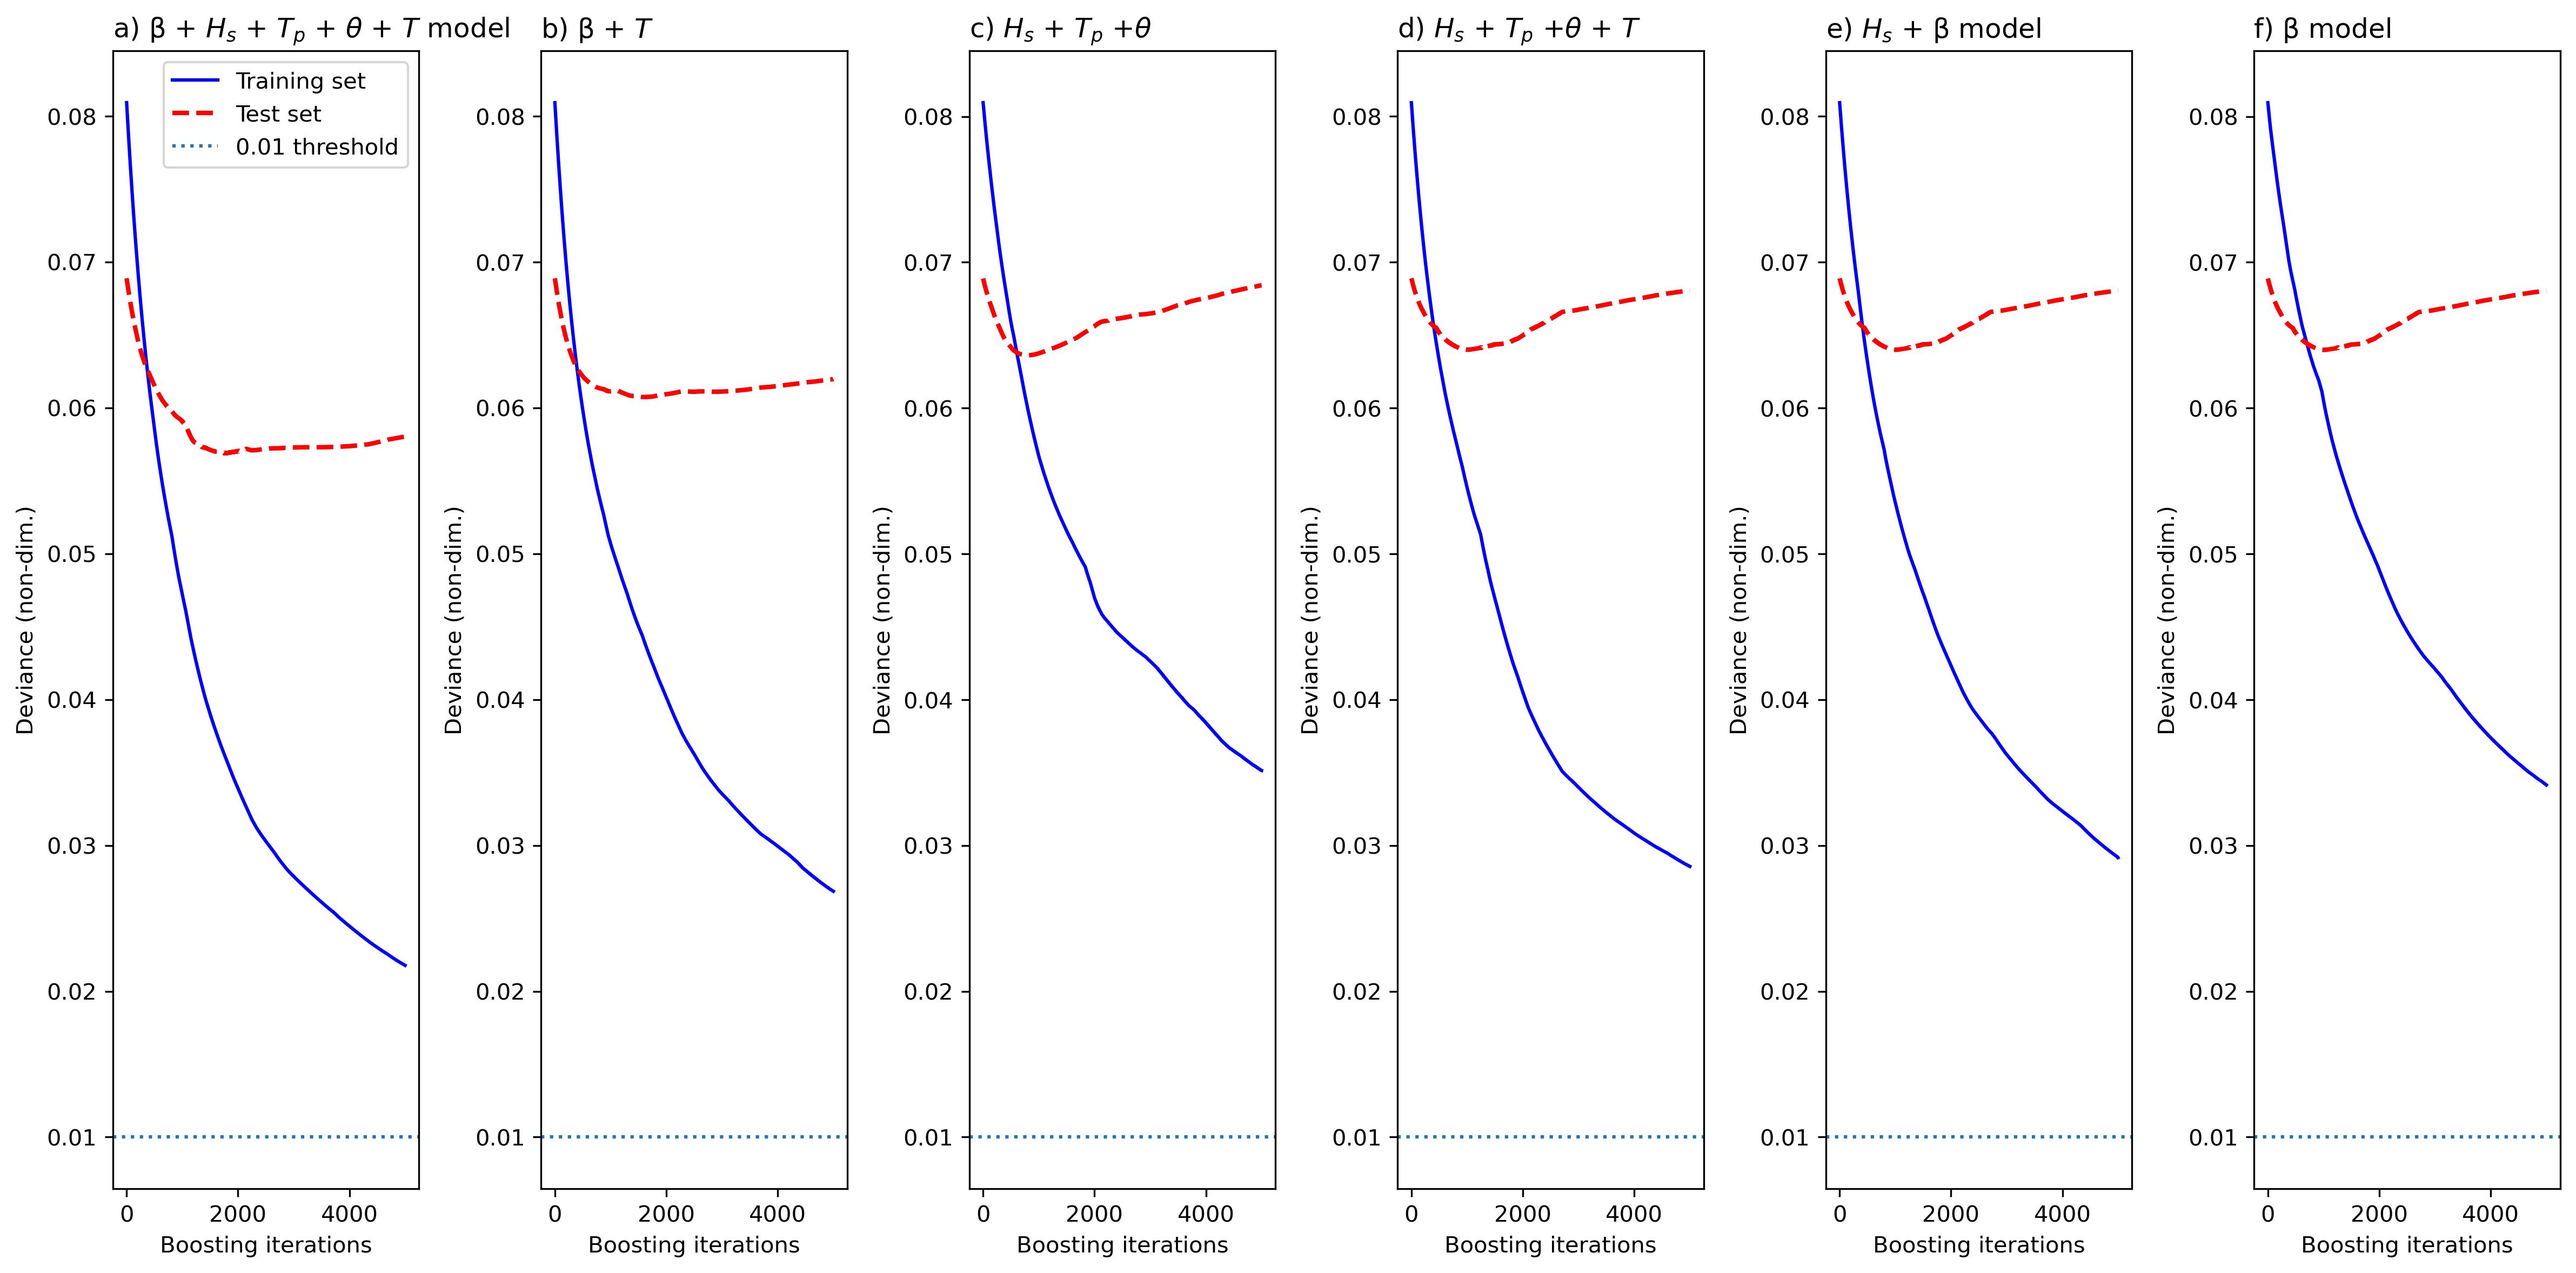 a) β + Hₛ + Tₚ + θ + T model
Training set
Test set
0.01 threshold
0.08
0.07
0.06
0.05
0.04
0.03
0.02
0.01
Deviance (non-dim.)
0 2000 4000
Boosting iterations
b) β + T
0.08
0.07
0.06
0.05
0.04
0.03
0.02
0.01
Deviance (non-dim.)
0 2000 4000
Boosting iterations
c) Hₛ + Tₚ +θ
0.08
0.07
0.06
0.05
0.04
0.03
0.02
0.01
Deviance (non-dim.)
0 2000 4000
Boosting iterations
d) Hₛ + Tₚ +θ + T
0.08
0.07
0.06
0.05
0.04
0.03
0.02
0.01
Deviance (non-dim.)
0 2000 4000
Boosting iterations
e) Hₛ + β model
0.08
0.07
0.06
0.05
0.04
0.03
0.02
0.01
Deviance (non-dim.)
0 2000 4000
Boosting iterations
f) β model
0.08
0.07
0.06
0.05
0.04
0.03
0.02
0.01
Deviance (non-dim.)
0 2000 4000
Boosting iterations